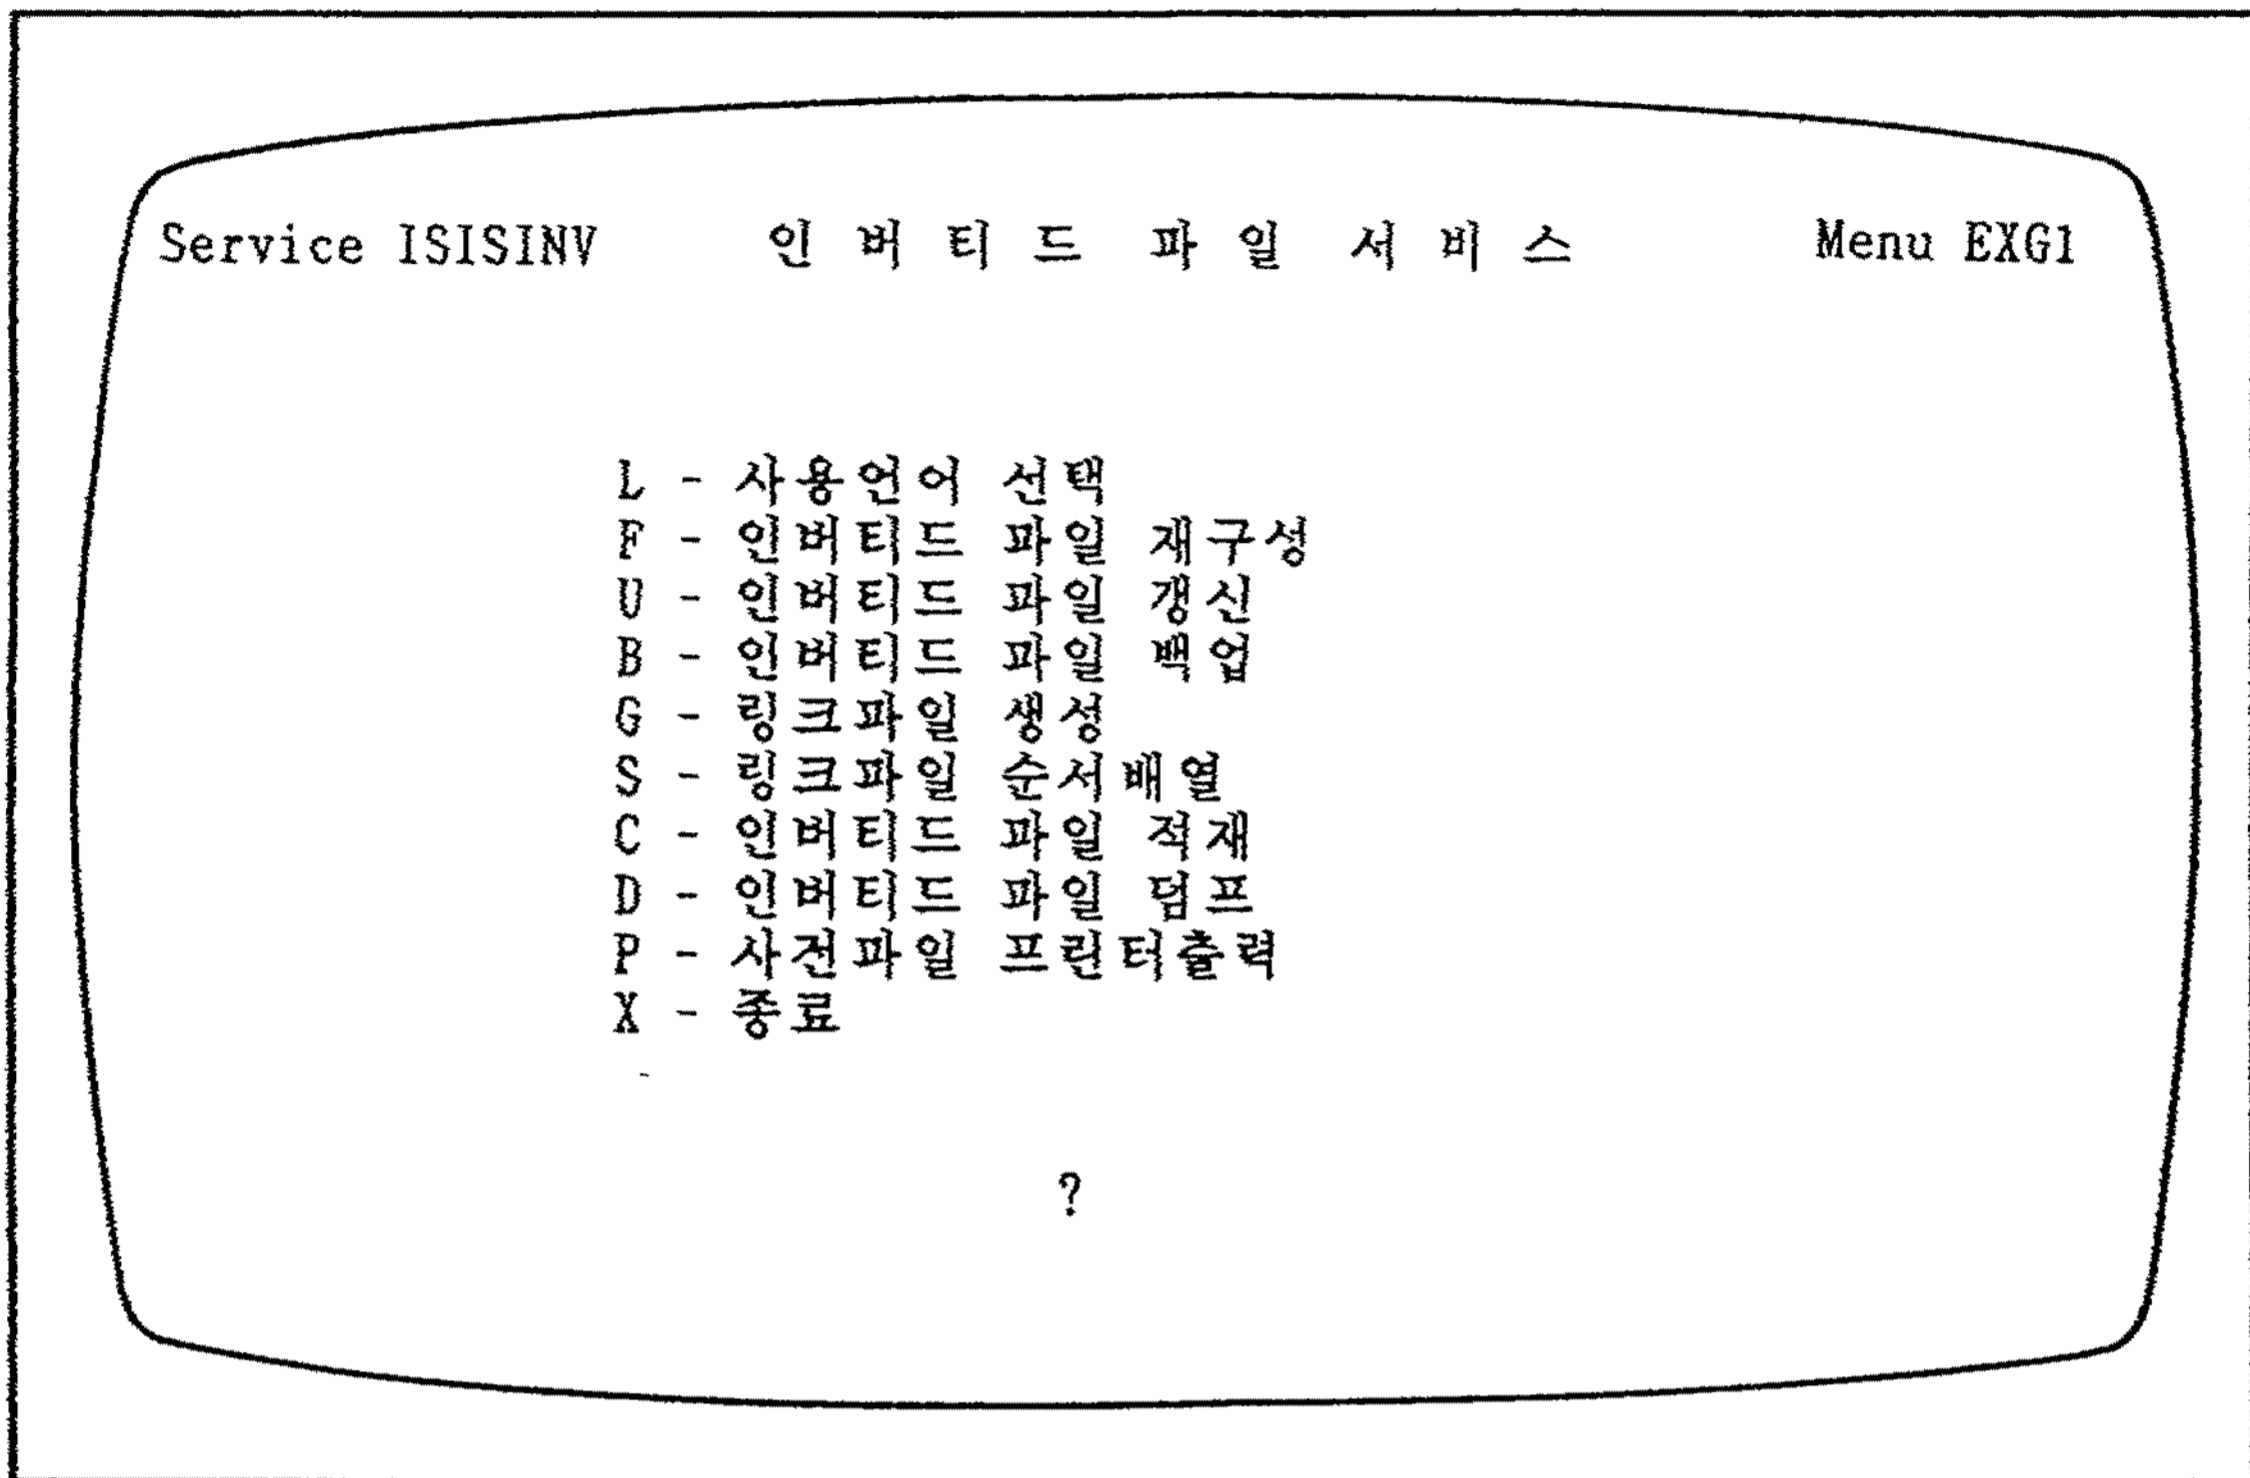 Service ISISINV 인 버 티 드 파 일 서 비 스 Menu EXG1
L - 사용언어 선택
F - 인버티드 파일 재구성
U - 인버티드 파일 갱신
B - 인버티드 파일 백업
G - 링크파일 생성
S - 링크파일 순서배열
C - 인버티드 파일 적재
D - 인버티드 파일 덤프
P - 사전파일 프린터출력
X - 종료
?